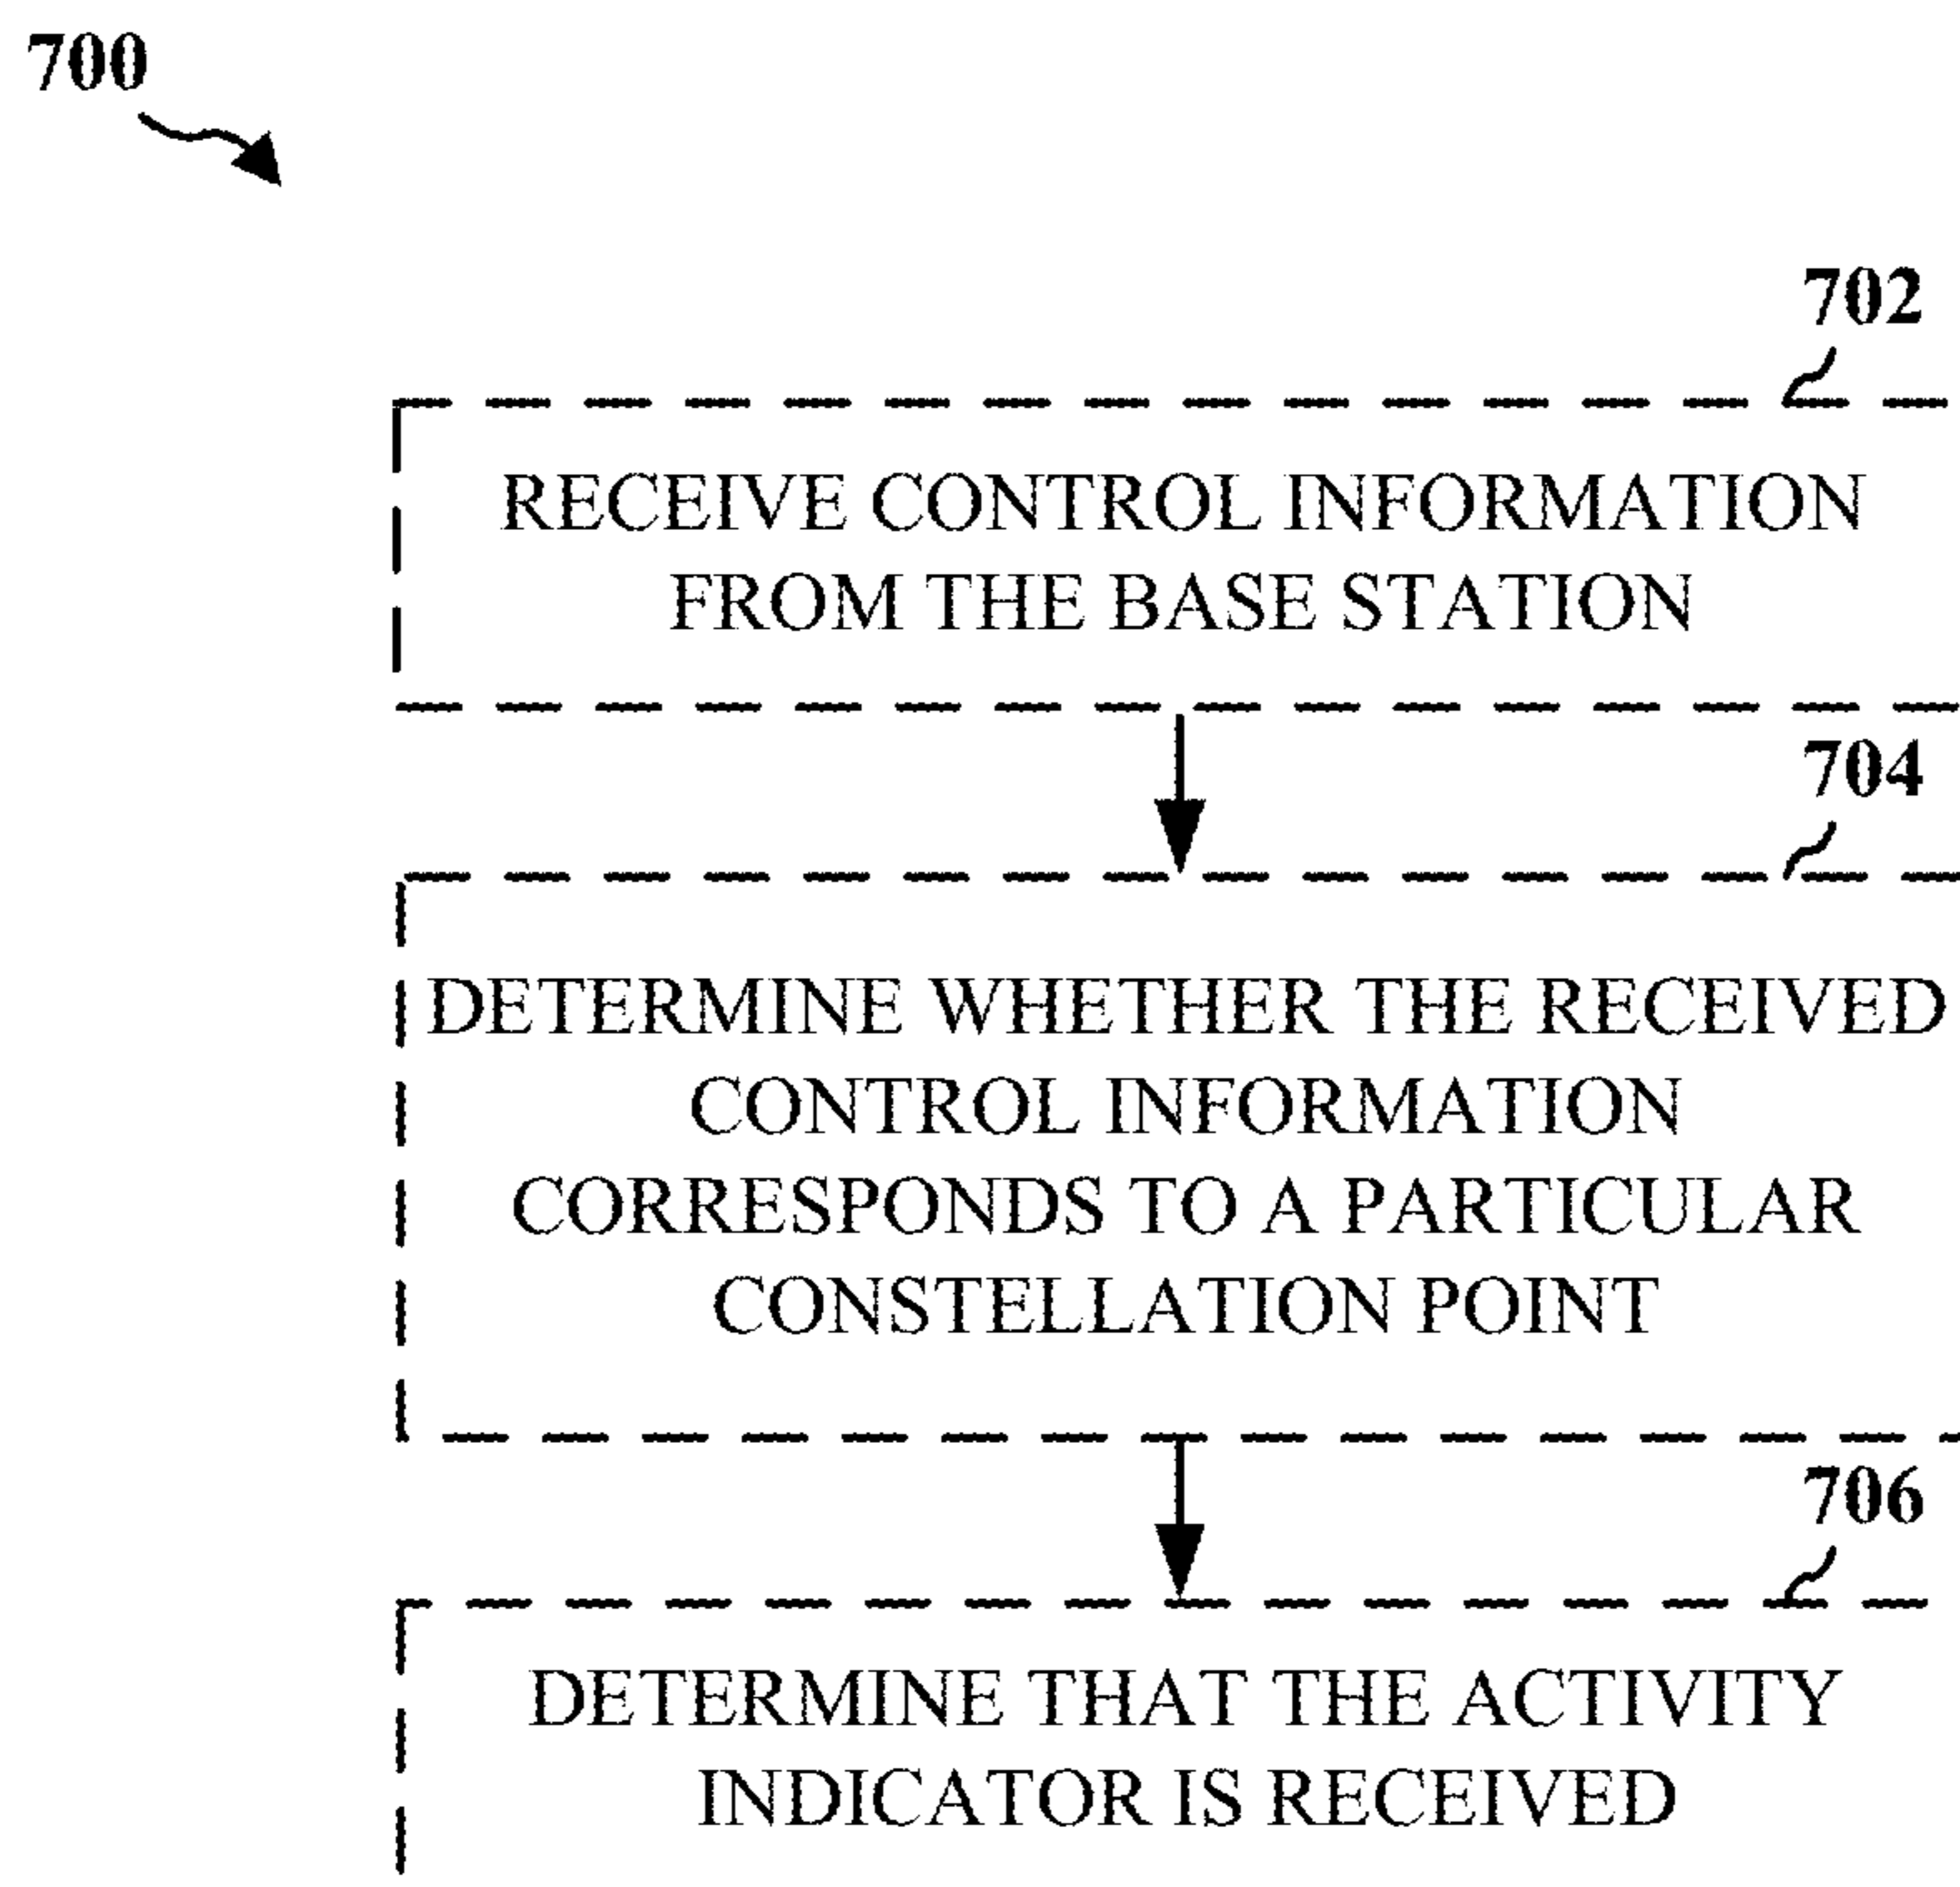 700
702
RECEIVE CONTROL INFORMATION
FROM THE BASE STATION
704
DETERMINE WHETHER THE RECEIVED
CONTROL INFORMATION
CORRESPONDS TO A PARTICULAR
CONSTELLATION POINT
706
DETERMINE THAT THE ACTIVITY
INDICATOR IS RECEIVED